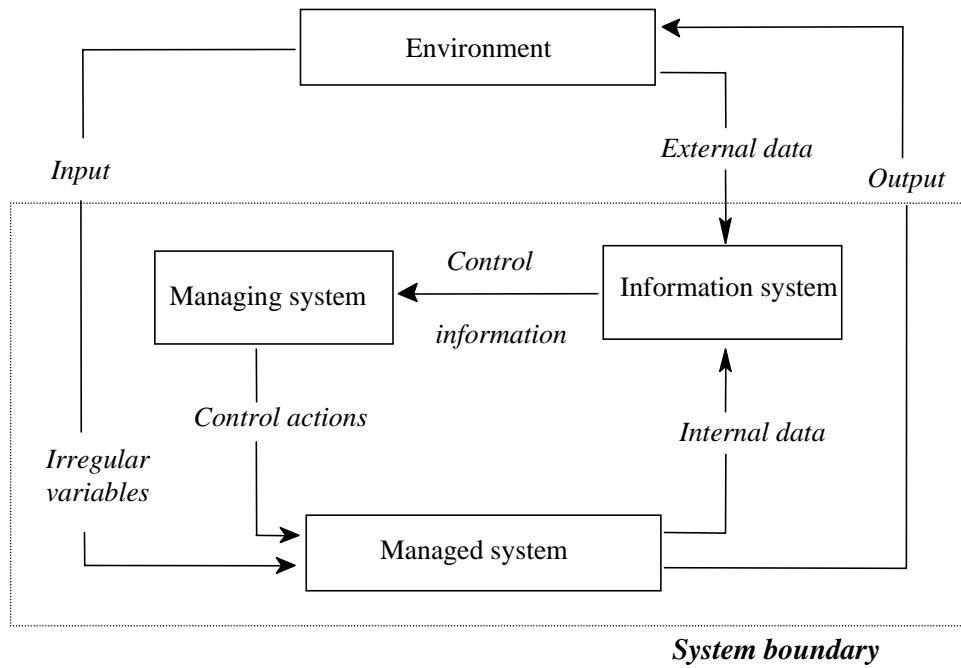 Environment
Input
External data
Output
Managing system
Control
information
Information system
Control actions
Internal data
Irregular
variables
Managed system
System boundary